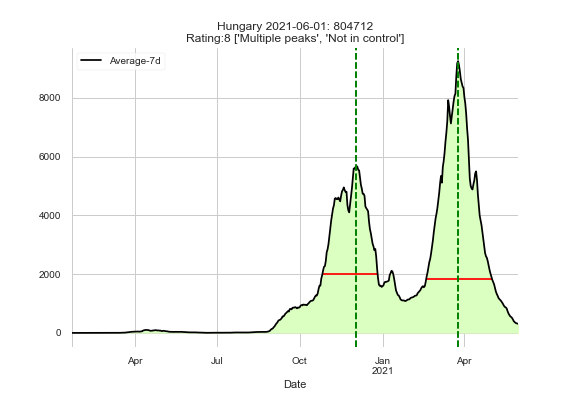 Hungary 2021-06-01: 804712
Rating:8 ['Multiple peaks', 'Not in control']
Average-7d
8000
6000
4000
2000
0
Apr
Jul
Oct
Jan
2021
Apr
Date